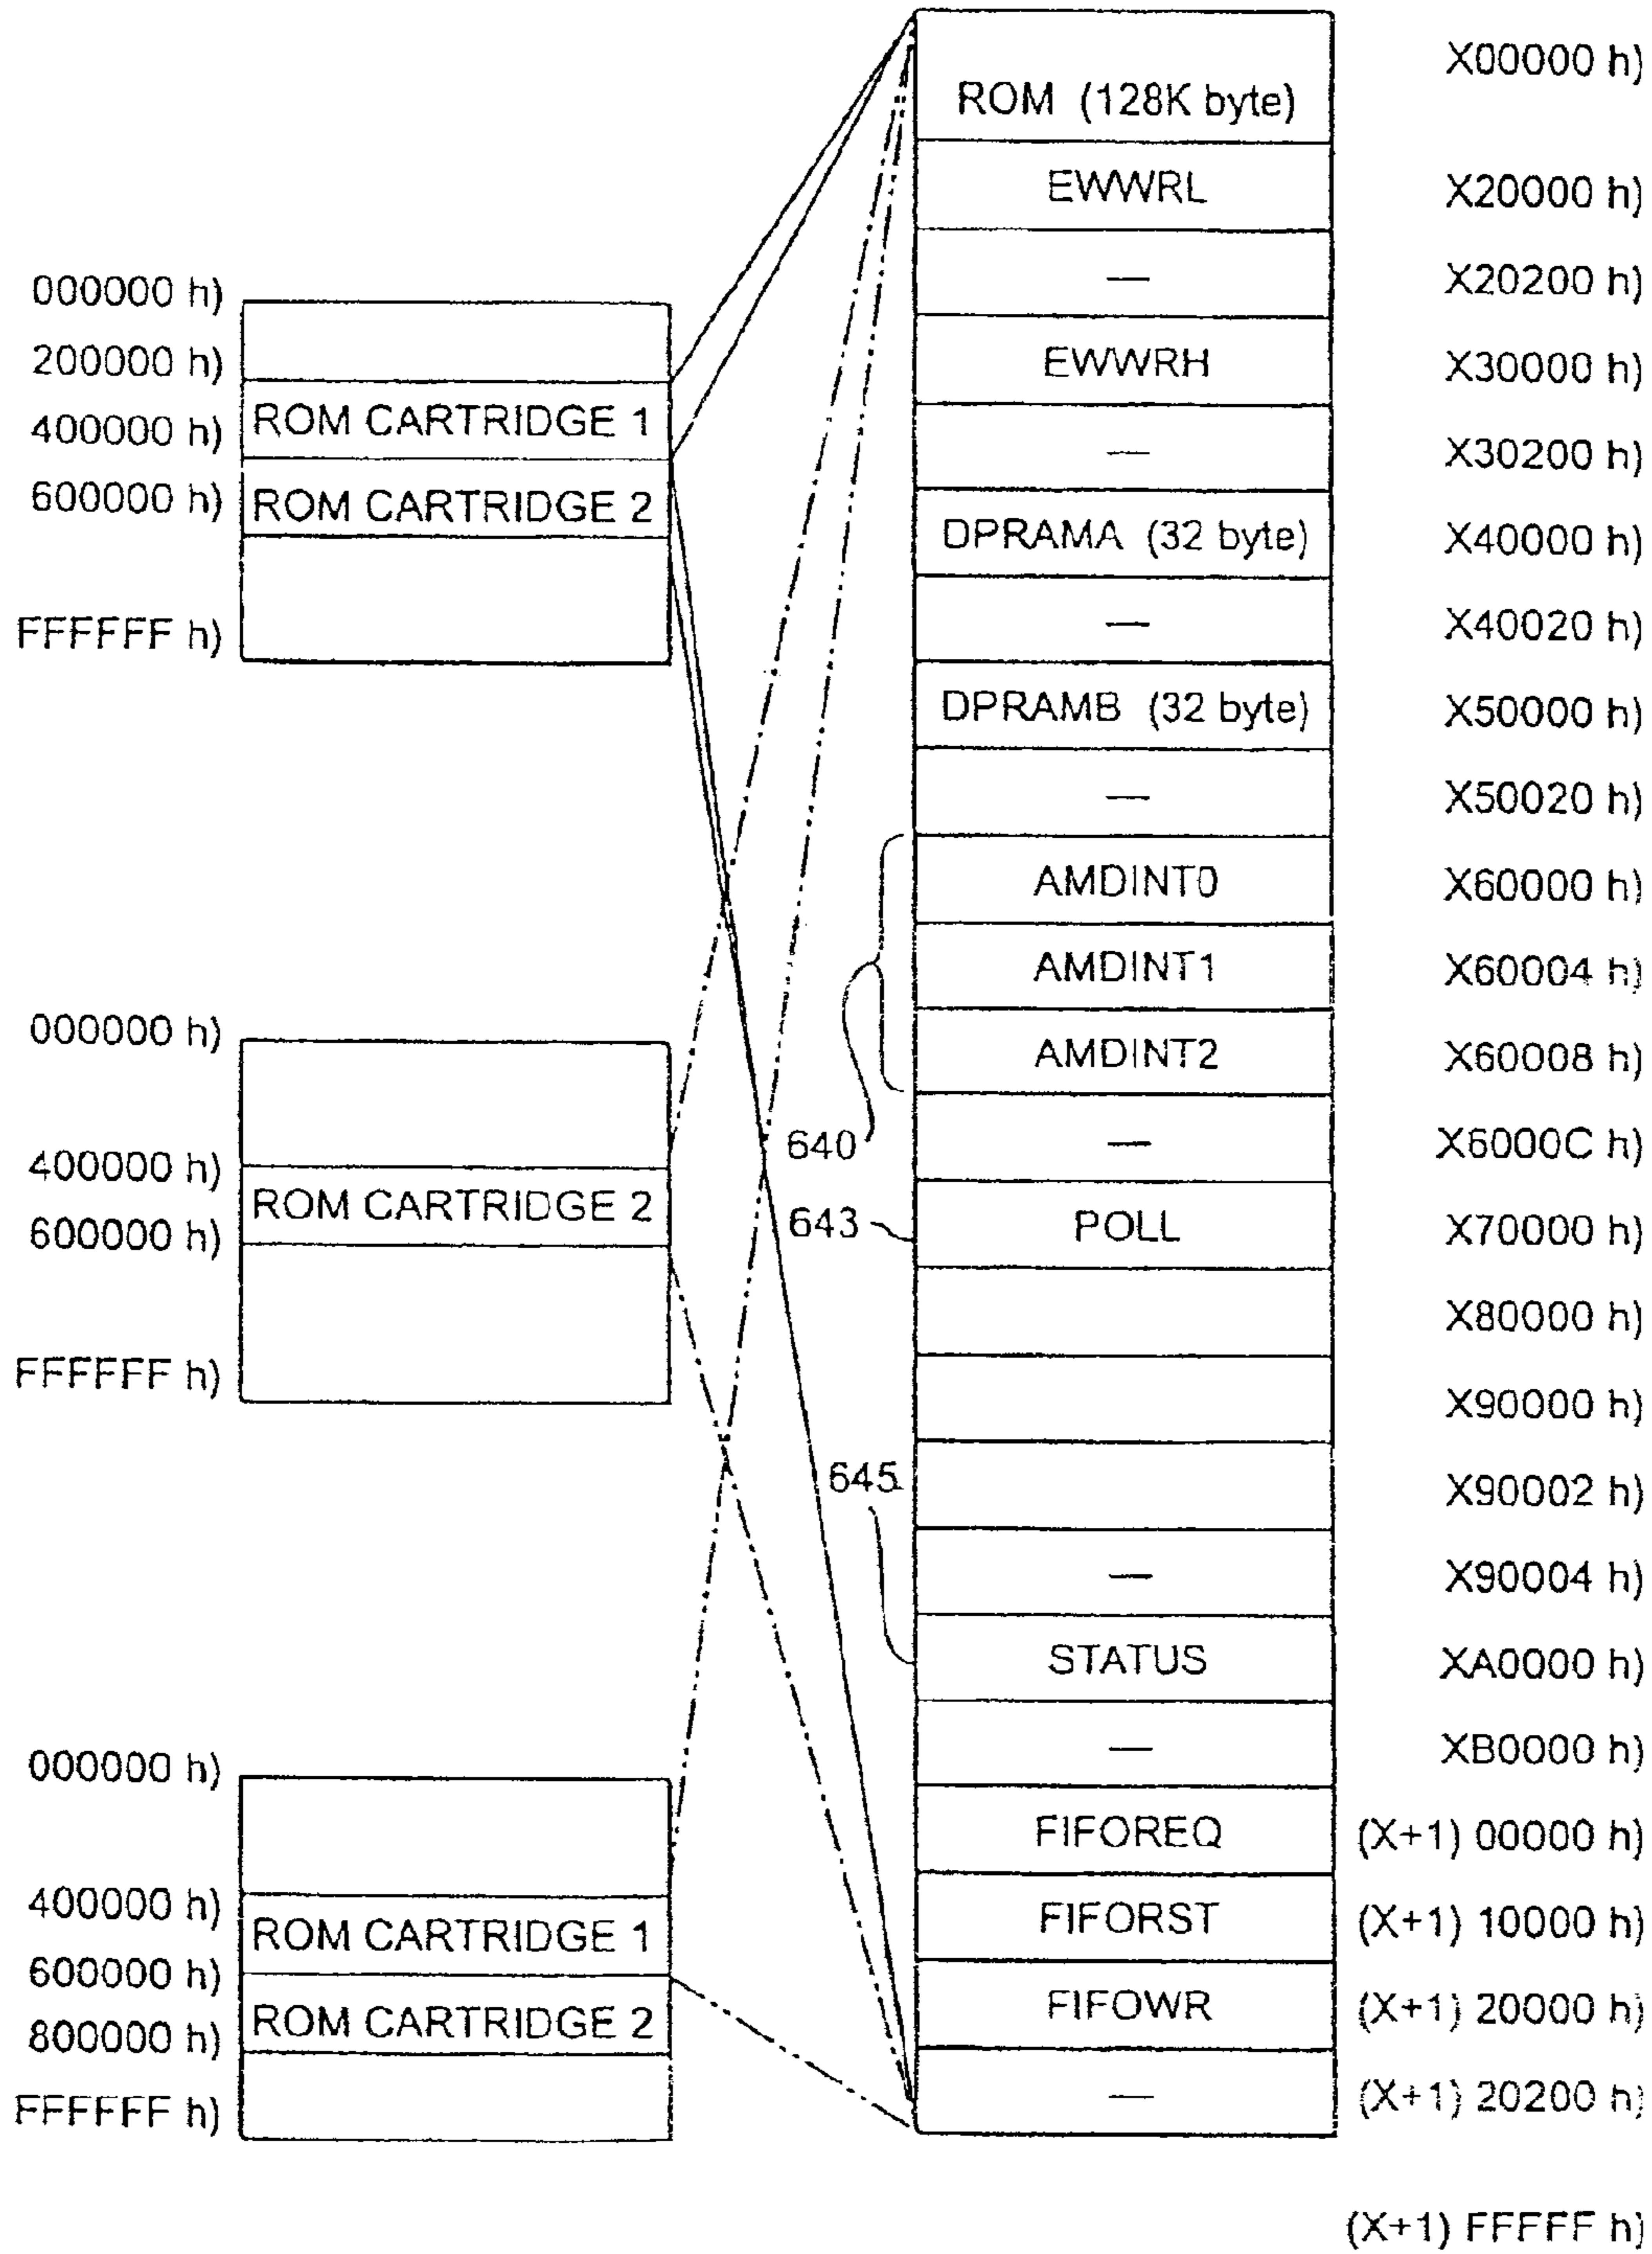 000000 h)
200000 h)
ROM CARTRIDGE 1
400000 h)
600000 h)
ROM CARTRIDGE 2
FFFFFF h)
000000 h)
400000 h)
ROM CARTRIDGE 2
600000 h)
FFFFFF h)
000000 h)
400000 h)
ROM CARTRIDGE 1
600000 h)
800000 h)
ROM CARTRIDGE 2
FFFFFF h)
640
643
645
X00000 h)
ROM (128K byte)
EWWRL X20000 h)
— X20200 h)
EWWRH X30000 h)
— X30200 h)
DPRAMA (32 byte) X40000 h)
— X40020 h)
DPRAMB (32 byte) X50000 h)
— X50020 h)
AMDINT0 X60000 h)
AMDINT1 X60004 h)
AMDINT2 X60008 h)
— X6000C h)
POLL X70000 h)
X80000 h)
X90000 h)
X90002 h)
— X90004 h)
STATUS XA0000 h)
— XB0000 h)
FIFOREQ (X+1) 00000 h)
FIFORST (X+1) 10000 h)
FIFOWR (X+1) 20000 h)
— (X+1) 20200 h)
(X+1) FFFFF h)